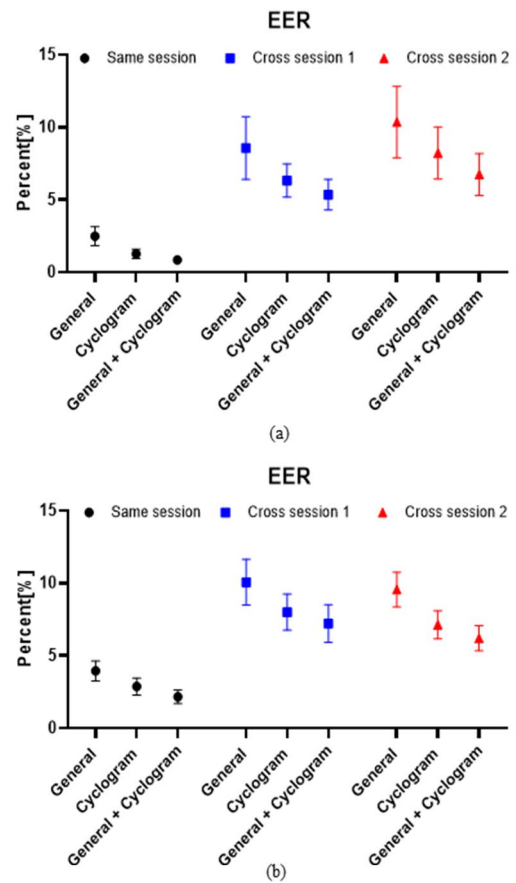 EER
15
Same session
Cross session 1
Cross session 2
10
Percent[%]
5
0
General
Cyclogram
General + Cyclogram
General
Cyclogram
General + Cyclogram
General
Cyclogram
General + Cyclogram
(a)
EER
15
Same session
Cross session 1
Cross session 2
10
Percent[%]
5
0
General
Cyclogram
General + Cyclogram
General
Cyclogram
General + Cyclogram
General
Cyclogram
General + Cyclogram
(b)